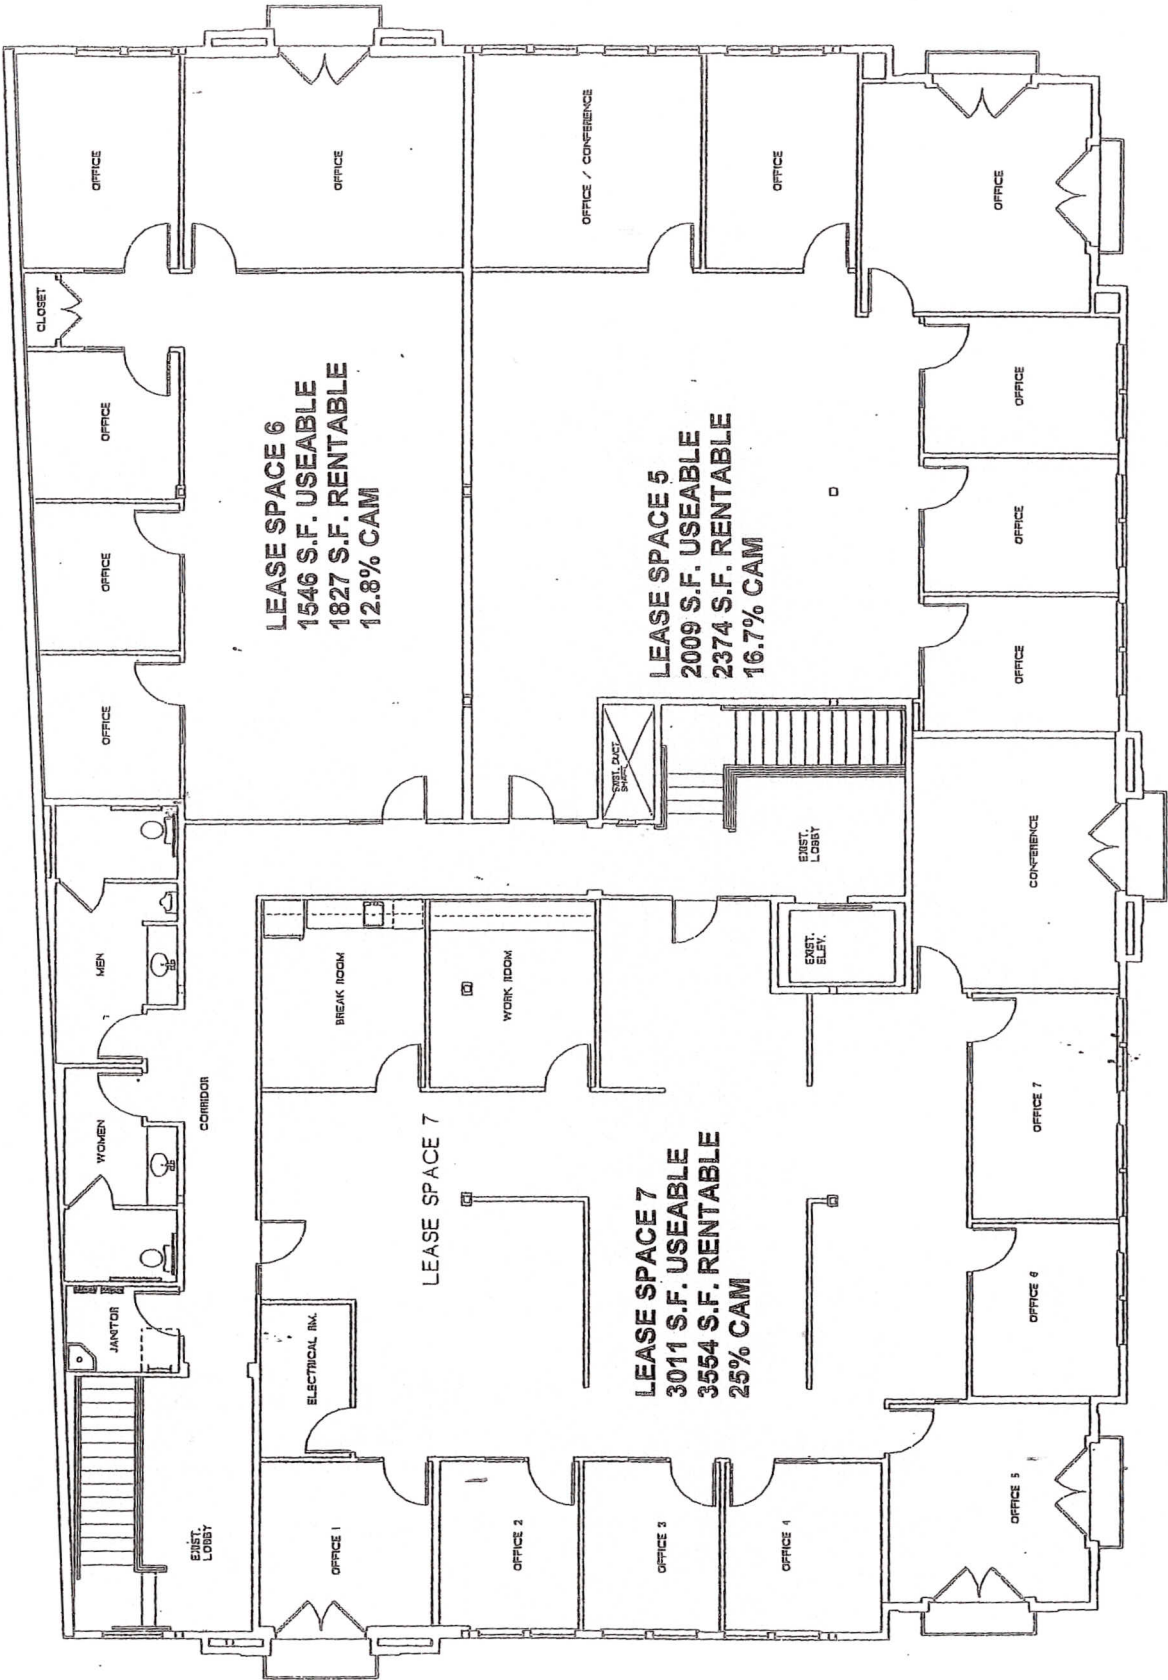 OFFICE
OFFICE
OFFICE / CONFERENCE
OFFICE
OFFICE
CLOSET
OFFICE
OFFICE
OFFICE
LEASE SPACE 6
1546 S.F. USEABLE
1827 S.F. RENTABLE
12.8% CAM
LEASE SPACE 5
2009 S.F. USEABLE
2374 S.F. RENTABLE
16.7% CAM
OFFICE
OFFICE
OFFICE
EXIST. DUCT
SHAFT
EXIST.
LOBBY
CONFERENCE
MEN
WOMEN
JANITOR
CORRIDOR
BREAK ROOM
WORK ROOM
EXIST.
ELEV.
LEASE SPACE 7
LEASE SPACE 7
3011 S.F. USEABLE
3554 S.F. RENTABLE
25% CAM
ELECTRICAL RM.
OFFICE 7
OFFICE 6
EXIST.
LOBBY
OFFICE 1
OFFICE 2
OFFICE 3
OFFICE 4
OFFICE 5